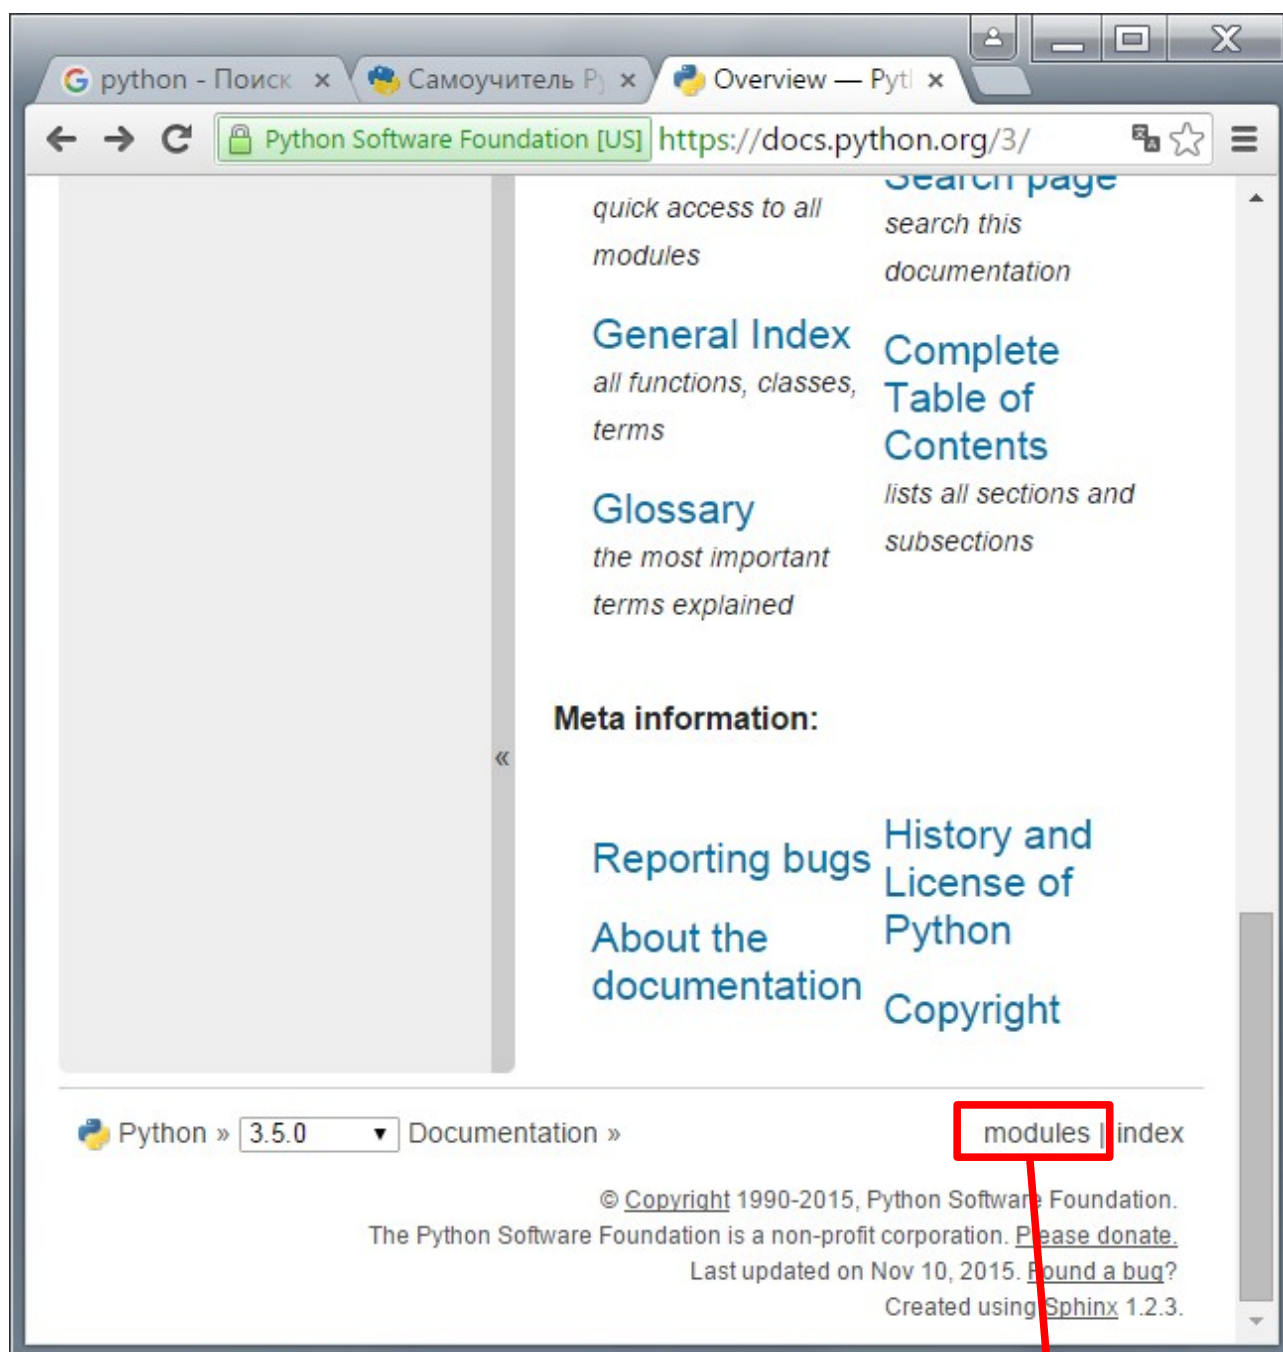 python - Поиск
Самоучитель Py
Overview — Pyt
Python Software Foundation [US] https://docs.python.org/3/
quick access to all
modules
General Index
all functions, classes,
terms
Glossary
the most important
terms explained
Search page
search this
documentation
Complete
Table of
Contents
lists all sections and
subsections
Meta information:
«
Reporting bugs
About the
documentation
History and
License of
Python
Copyright
Python » 3.5.0 Documentation »
modules | index
© Copyright 1990-2015, Python Software Foundation.
The Python Software Foundation is a non-profit corporation. Please donate.
Last updated on Nov 10, 2015. Found a bug?
Created using Sphinx 1.2.3.